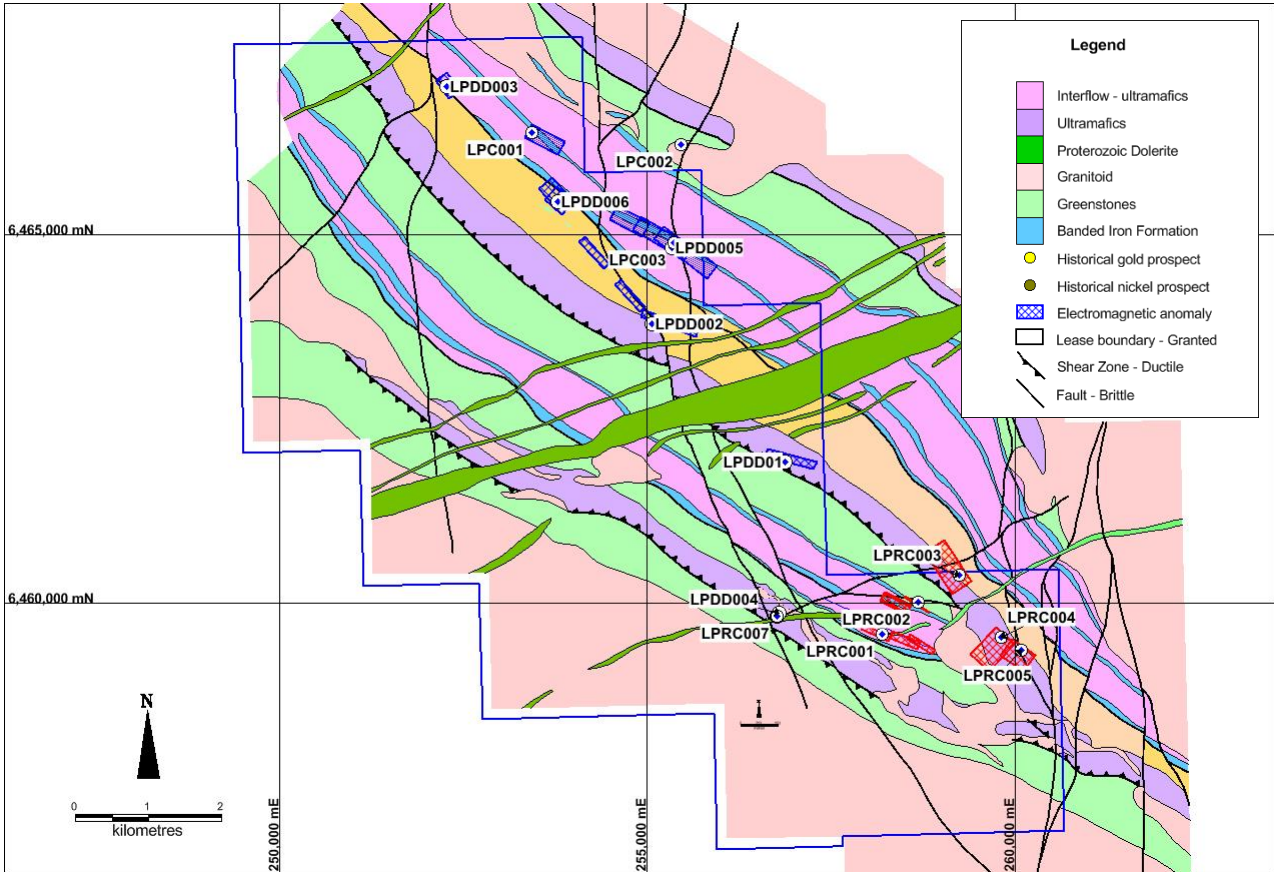 Legend
Interflow - ultramafics
Ultramafics
Proterozoic Dolerite
Granitoid
Greenstones
Banded Iron Formation
Historical gold prospect
Historical nickel prospect
Electromagnetic anomaly
Lease boundary - Granted
Shear Zone - Ductile
Fault - Brittle
LPDD003
LPC001
LPC002
LPDD006
6,465,000 mN
LPDD005
LPC003
LPDD002
LPDD01
LPRC003
6,460,000 mN
LPDD004
LPRC002
LPRC004
LPRC007
LPRC001
LPRC005
N
0 1 2
kilometres
250,000 mE
255,000 mE
260,000 mE